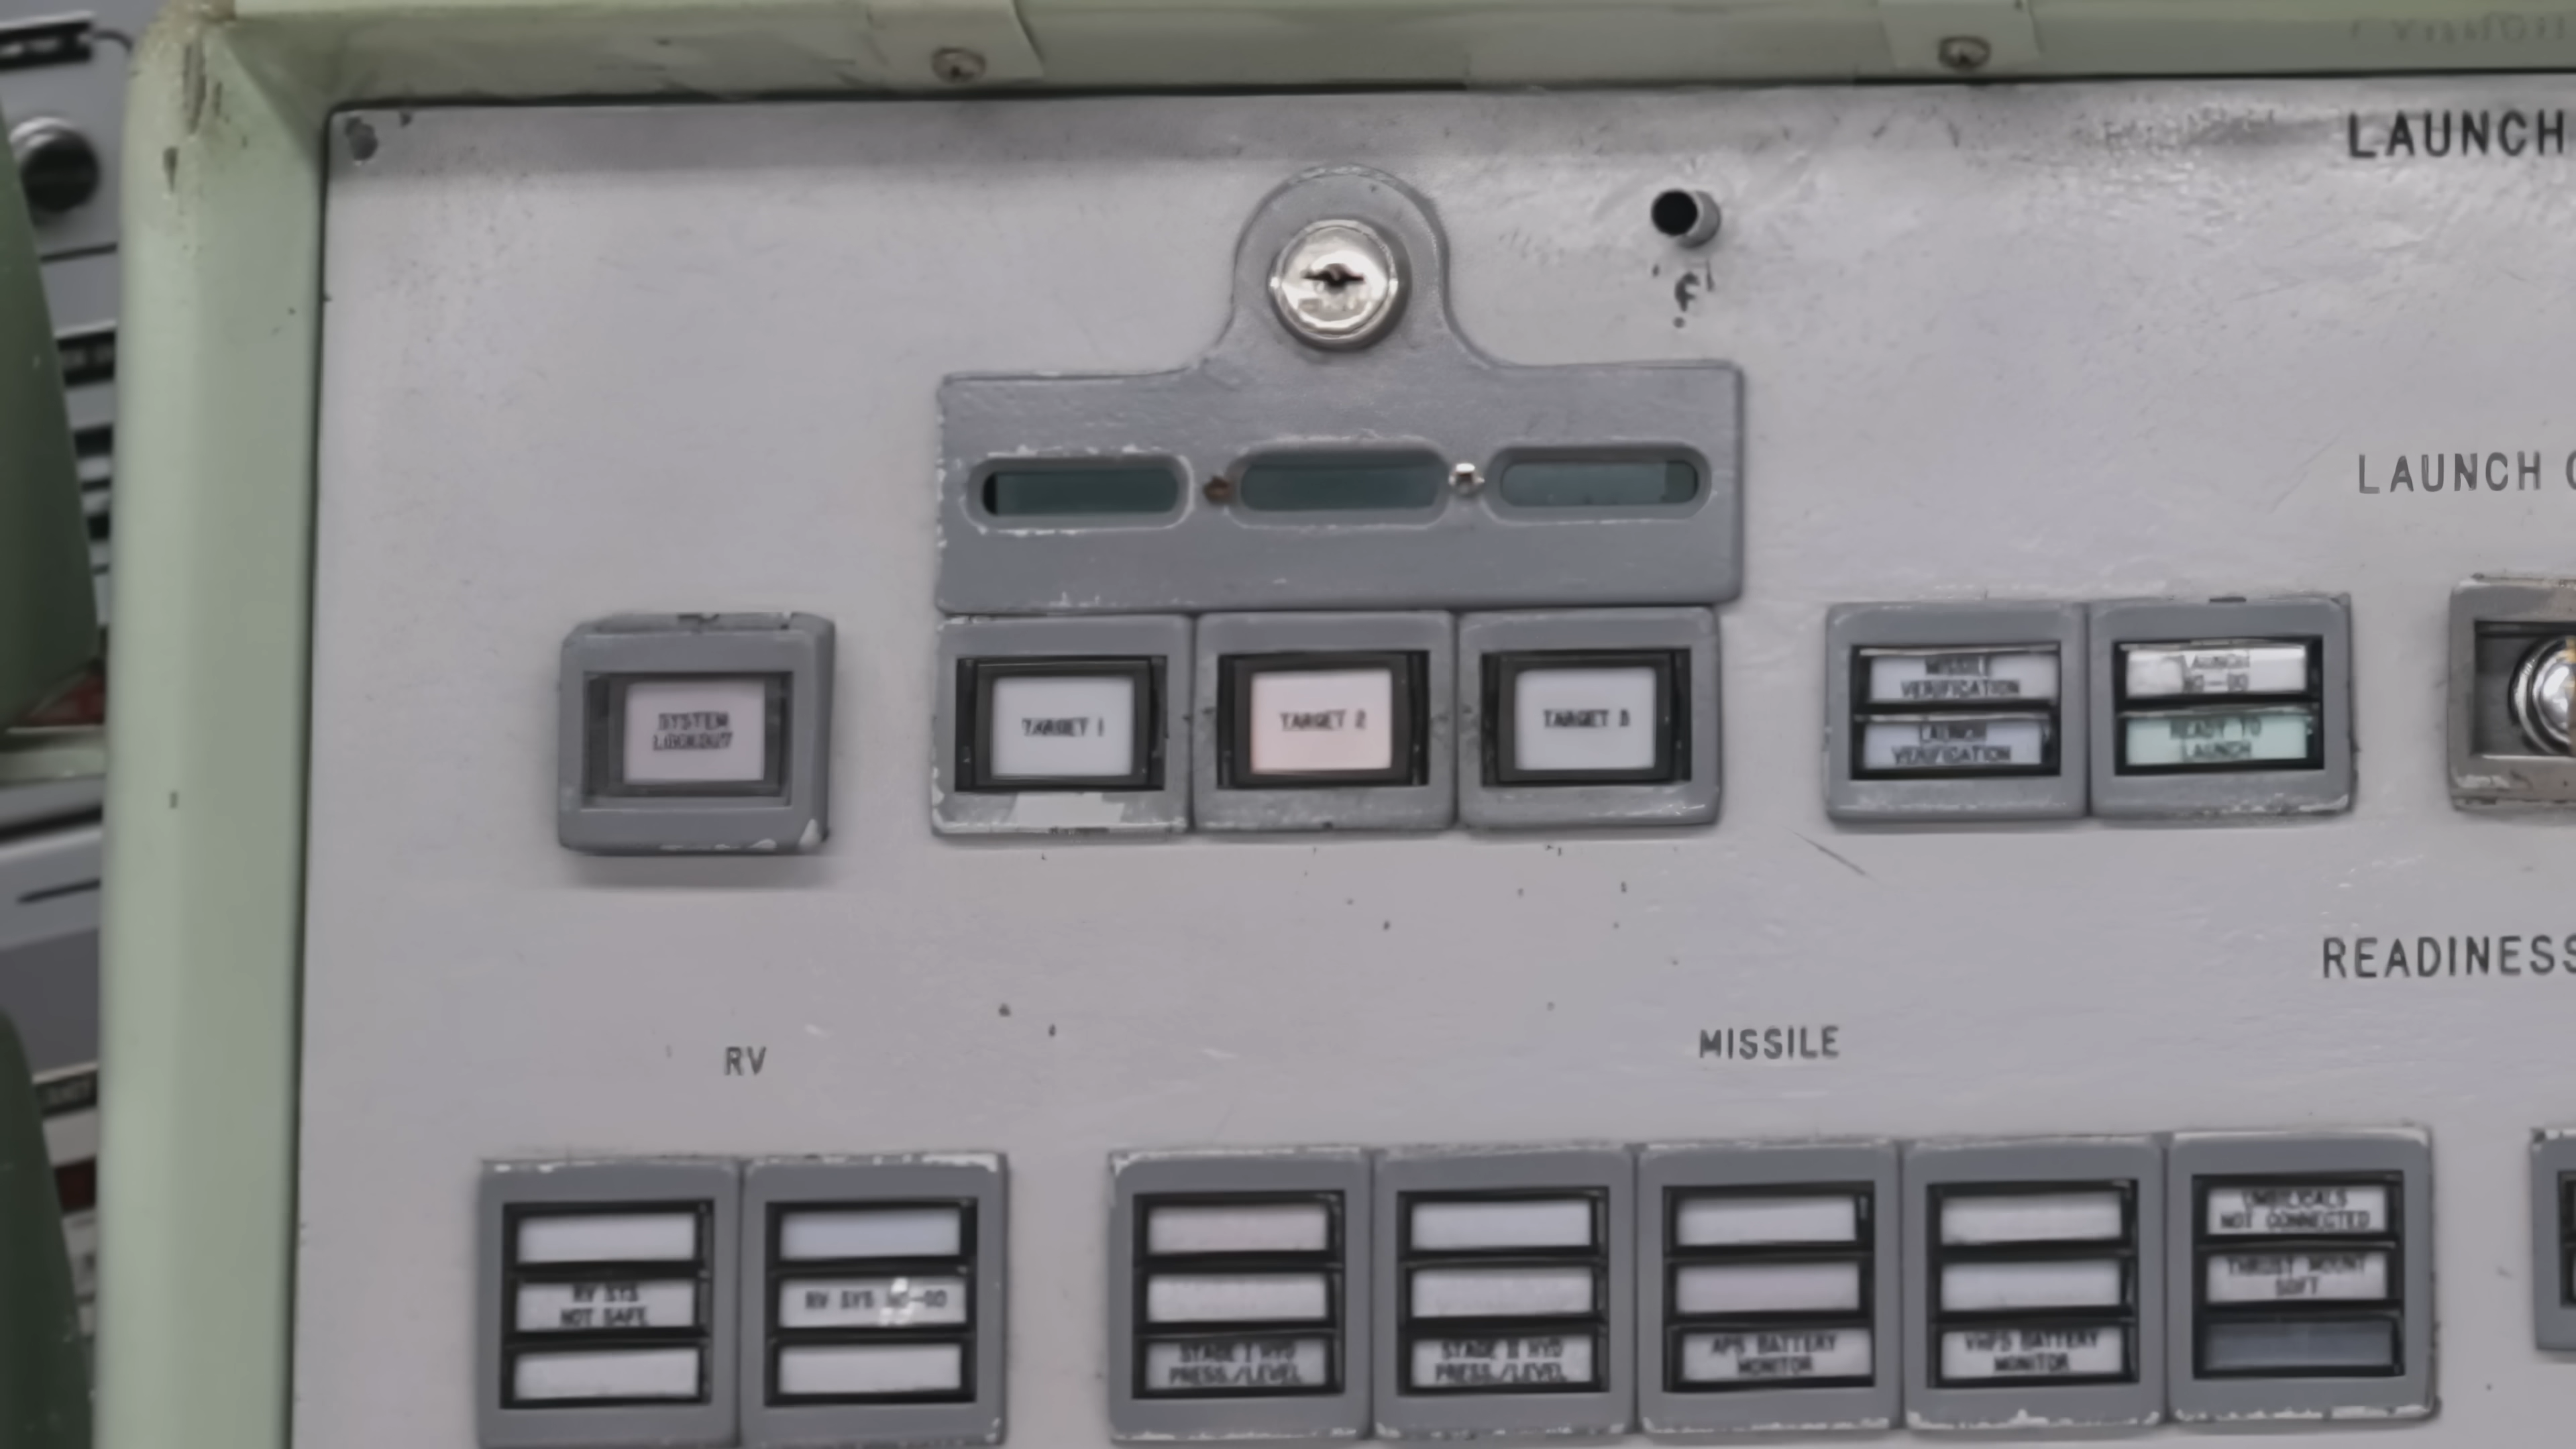 LAUNCH
LAUNCH
SYSTEM
LOCKOUT
TARGET 1
TARGET 2
TARGET 3
MISSILE
VERIFICATION
LAUNCH
VERIFICATION
LAUNCH
NO-GO
READY TO
LAUNCH
READINESS
RV
MISSILE
RV SYS
NOT SAFE
RV SYS NO-GO
STAGE I HYD
PRESS./LEVEL
STAGE II HYD
PRESS./LEVEL
APS BATTERY
MONITOR
VHPS BATTERY
MONITOR
UMBILICALS
NOT CONNECTED
THRUST MOUNT
SOFT